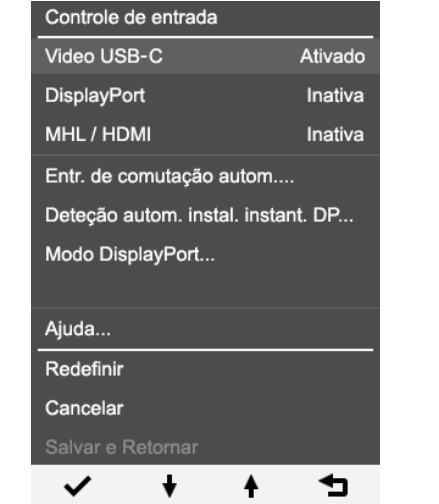 Controle de entrada
Video USB-C Ativado
DisplayPort Inativa
MHL / HDMI Inativa
Entr. de comutação autom....
Deteção autom. instal. instant. DP...
Modo DisplayPort...
Ajuda...
Redefinir
Cancelar
Salvar e Retornar